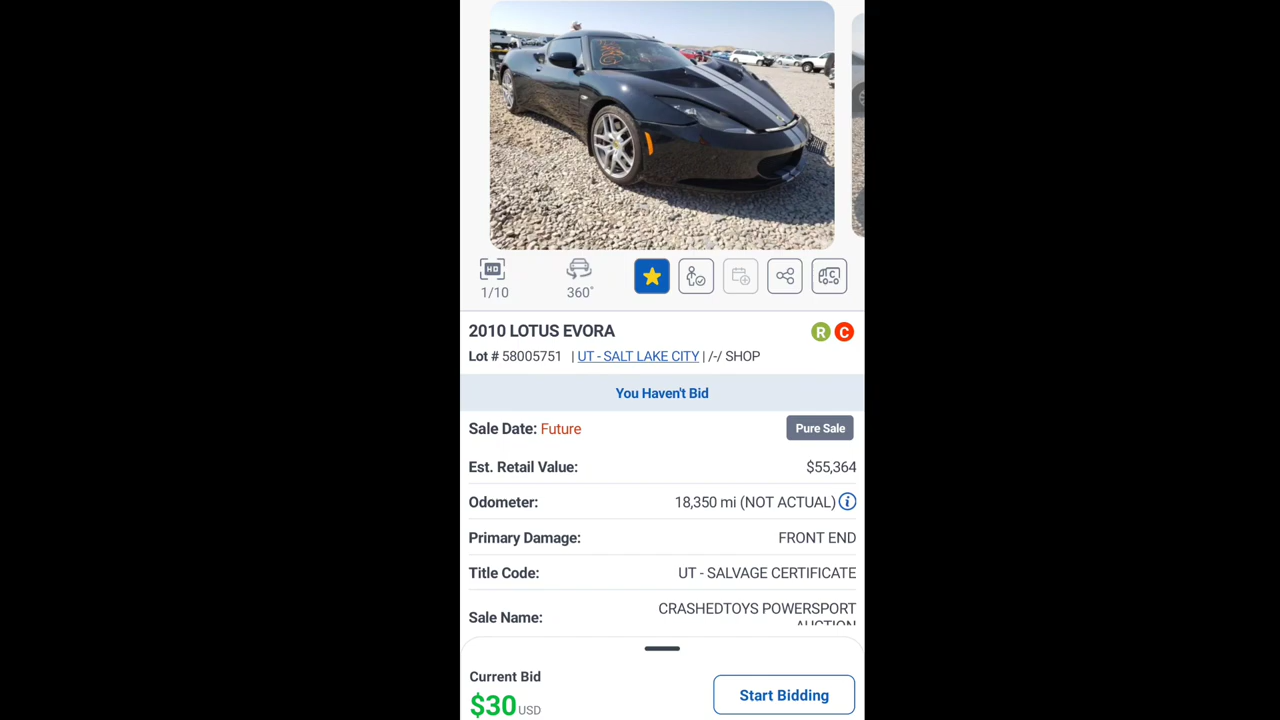 HD
1/10
360°
C
2010 LOTUS EVORA
R C
Lot # 58005751 | UT - SALT LAKE CITY | /-/ SHOP
You Haven't Bid
Sale Date: Future
Pure Sale
Est. Retail Value: $55,364
Odometer: 18,350 mi (NOT ACTUAL)
Primary Damage: FRONT END
Title Code: UT - SALVAGE CERTIFICATE
Sale Name: CRASHEDTOYS POWERSPORT
AUCTION
Current Bid
$30 USD
Start Bidding